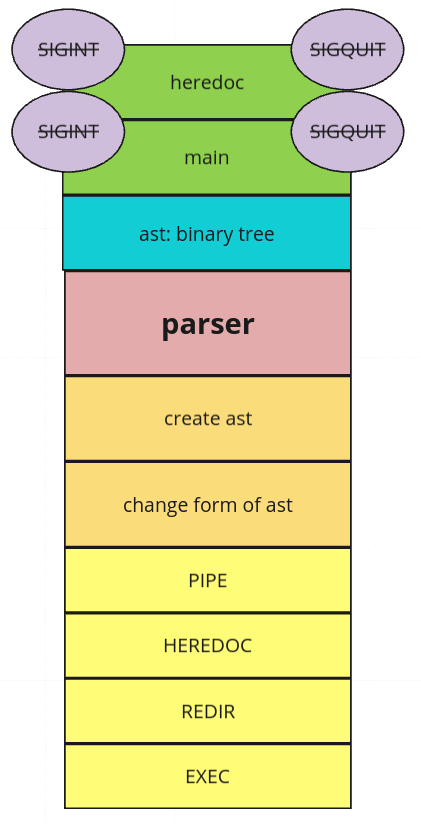 SIGINT
SIGQUIT
heredoc
SIGINT
SIGQUIT
main
ast: binary tree
parser
create ast
change form of ast
PIPE
HEREDOC
REDIR
EXEC